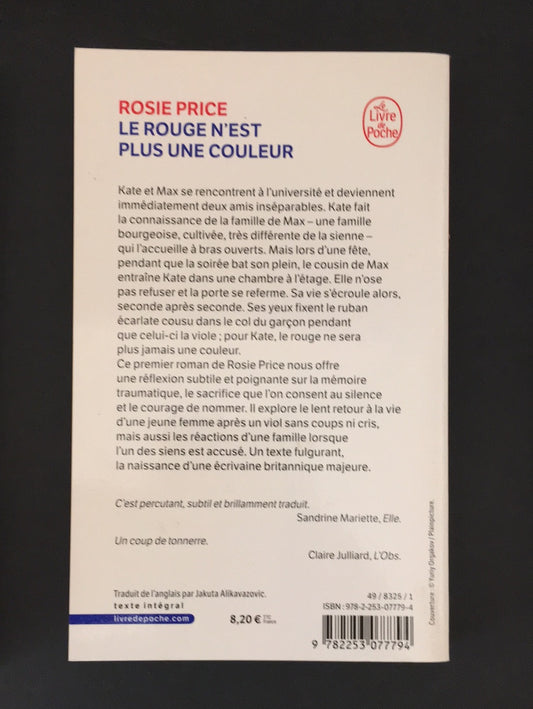 ROSIE PRICE
LE ROUGE N'EST
PLUS UNE COULEUR
Le
Livre
de
Poche
Kate et Max se rencontrent à l'université et deviennent
immédiatement deux amis inséparables. Kate fait
la connaissance de la famille de Max – une famille
bourgeoise, cultivée, très différente de la sienne –
qui l'accueille à bras ouverts. Mais lors d'une fête,
pendant que la soirée bat son plein, le cousin de Max
entraîne Kate dans une chambre à l'étage. Elle n'ose
pas refuser et la porte se referme. Sa vie s'écroule alors,
seconde après seconde. Ses yeux fixent le ruban
écarlate cousu dans le col du garçon pendant
que celui-ci la viole ; pour Kate, le rouge ne sera
plus jamais une couleur.
Ce premier roman de Rosie Price nous offre
une réflexion subtile et poignante sur la mémoire
traumatique, le sacrifice que l'on consent au silence
et le courage de nommer. Il explore le lent retour à la vie
d'une jeune femme après un viol sans coups ni cris,
mais aussi les réactions d'une famille lorsque
l'un des siens est accusé. Un texte fulgurant,
la naissance d'une écrivaine britannique majeure.
C'est percutant, subtil et brillamment traduit.
Sandrine Mariette, Elle.
Un coup de tonnerre.
Claire Julliard, L'Obs.
Traduit de l'anglais par Jakuta Alikavazovic.
texte intégral
livredepoche.com
8,20 € TTC
France
49 / 8325 / 1
ISBN : 978-2-253-07779-4
9 782253 077794
Couverture : © Yuriy Ongakov / Plainpicture.